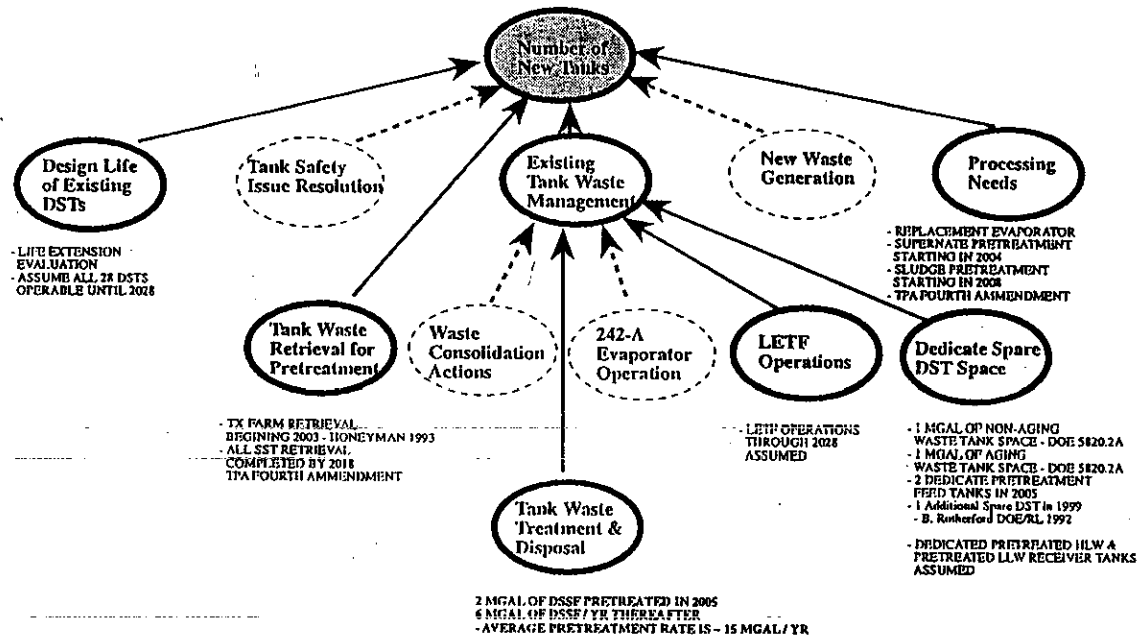 Number of
New Tanks
Design Life
of Existing
DSTs
Tank Safety
Issue Resolution
Existing
Tank Waste
Management
New Waste
Generation
Processing
Needs
- LIFE EXTENSION
EVALUATION
- ASSUME ALL 28 DSTS
OPERABLE UNTIL 2028
- REPLACEMENT EVAPORATOR
- SUPERNATE PRETREATMENT
STARTING IN 2004
- SLUDGE PRETREATMENT
STARTING IN 2008
- TPA FOURTH AMMENDMENT
Tank Waste
Retrieval for
Pretreatment
Waste
Consolidation
Actions
242-A
Evaporator
Operation
LETF
Operations
Dedicate Spare
DST Space
- TX FARM RETRIEVAL
BEGINING 2003 - HONEYMAN 1993
- ALL SST RETRIEVAL
COMPLETED BY 2018
TPA FOURTH AMMENDMENT
- LETF OPERATIONS
THROUGH 2028
ASSUMED
- 1 MGAL OF NON-AGING
WASTE TANK SPACE - DOE 5820.2A
- 1 MGAL OF AGING
WASTE TANK SPACE - DOE 5820.2A
- 2 DEDICATE PRETREATMENT
FEED TANKS IN 2005
- 1 Additional Spare DST in 1999
- B. Rutherford DOE/RL 1992
- DEDICATED PRETREATED HLW &
PRETREATED LLW RECEIVER TANKS
ASSUMED
Tank Waste
Treatment &
Disposal
2 MGAL OF DSSF PRETREATED IN 2005
6 MGAL OF DSSF / YR THEREAFTER
- AVERAGE PRETREATMENT RATE IS ~ 15 MGAL / YR